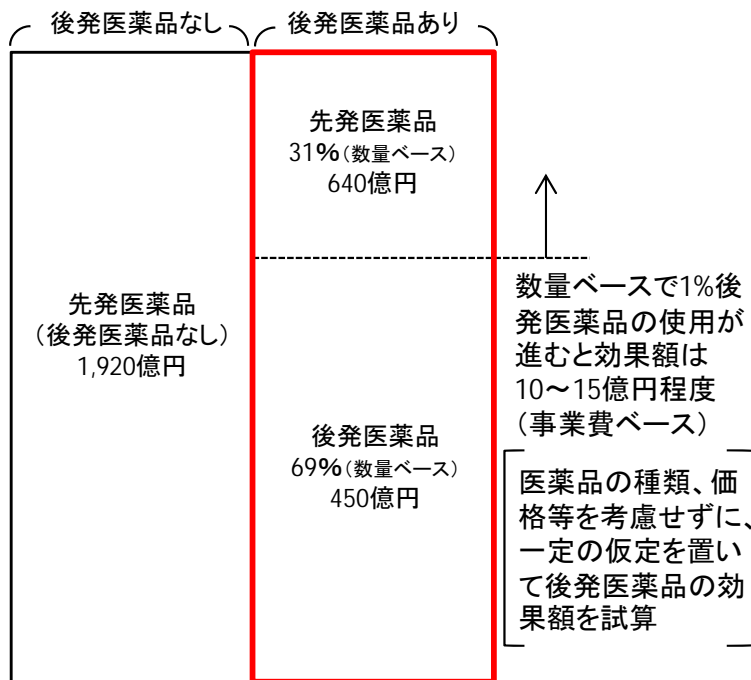 後発医薬品なし
後発医薬品あり
先発医薬品
31%(数量ベース)
640億円
先発医薬品
(後発医薬品なし)
1,920億円
後発医薬品
69%(数量ベース)
450億円
数量ベースで1%後
発医薬品の使用が
進むと効果額は
10〜15億円程度
(事業費ベース)
医薬品の種類、価
格等を考慮せずに、
一定の仮定を置い
て後発医薬品の効
果額を試算